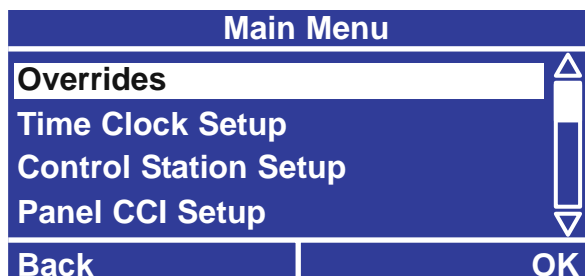 Main Menu
Overrides
Time Clock Setup
Control Station Setup
Panel CCI Setup
Back OK